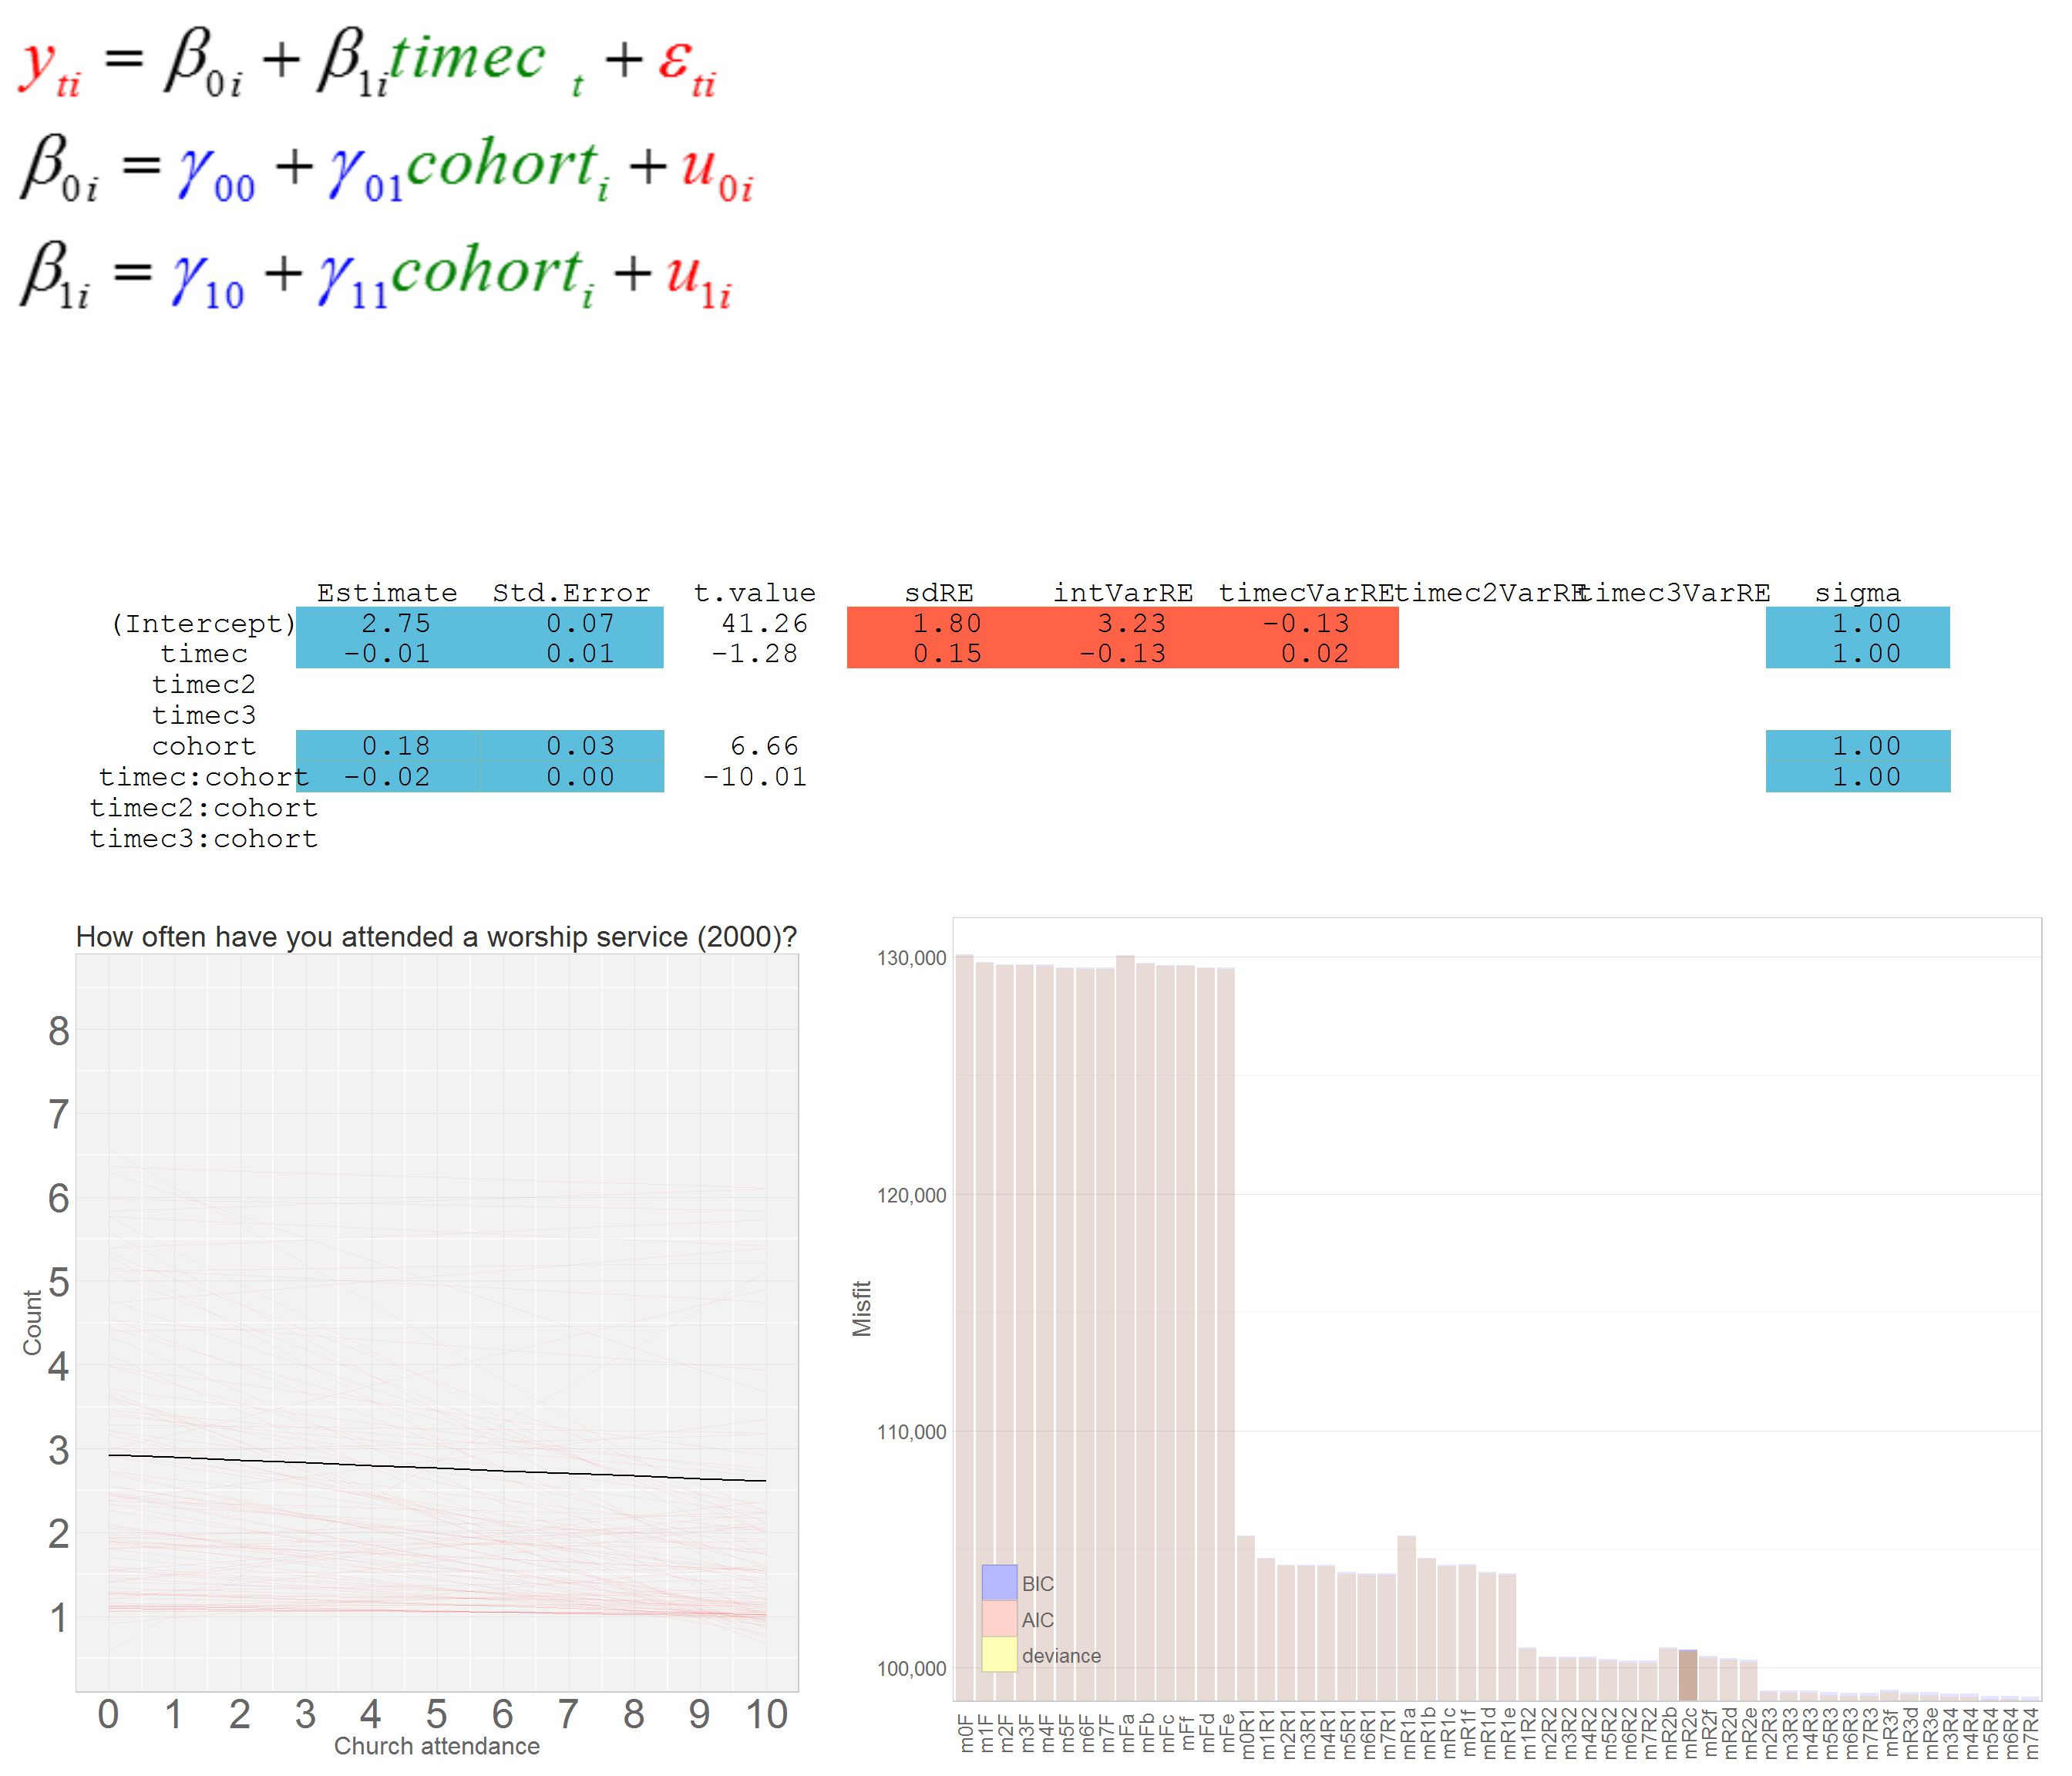 y_ti = β_0i + β_1i timec_t + ε_ti
β_0i = γ_00 + γ_01 cohort_i + u_0i
β_1i = γ_10 + γ_11 cohort_i + u_1i
Estimate Std.Error t.value sdRE intVarRE timecVarRE timec2VarRE timec3VarRE sigma
(Intercept) 2.75 0.07 41.26 1.80 3.23 -0.13 1.00
timec -0.01 0.01 -1.28 0.15 -0.13 0.02 1.00
timec2
timec3
cohort 0.18 0.03 6.66 1.00
timec:cohort -0.02 0.00 -10.01 1.00
timec2:cohort
timec3:cohort
How often have you attended a worship service (2000)?
8
7
6
5
4
3
2
1
Count
0 1 2 3 4 5 6 7 8 9 10
Church attendance
130,000
120,000
110,000
100,000
Misfit
BIC
AIC
deviance
m0F m1F m2F m3F m4F m5F m6F m7F mFa mFb mFc mFf mFd mFe m0R1 m1R1 m2R1 m3R1 m4R1 m5R1 m6R1 m7R1 mR1a mR1b mR1c mR1f mR1d mR1e m1R2 m2R2 m3R2 m4R2 m5R2 m6R2 m7R2 mR2b mR2c mR2f mR2d mR2e m2R3 m3R3 m4R3 m5R3 m6R3 m7R3 mR3f mR3d mR3e m3R4 m4R4 m5R4 m6R4 m7R4